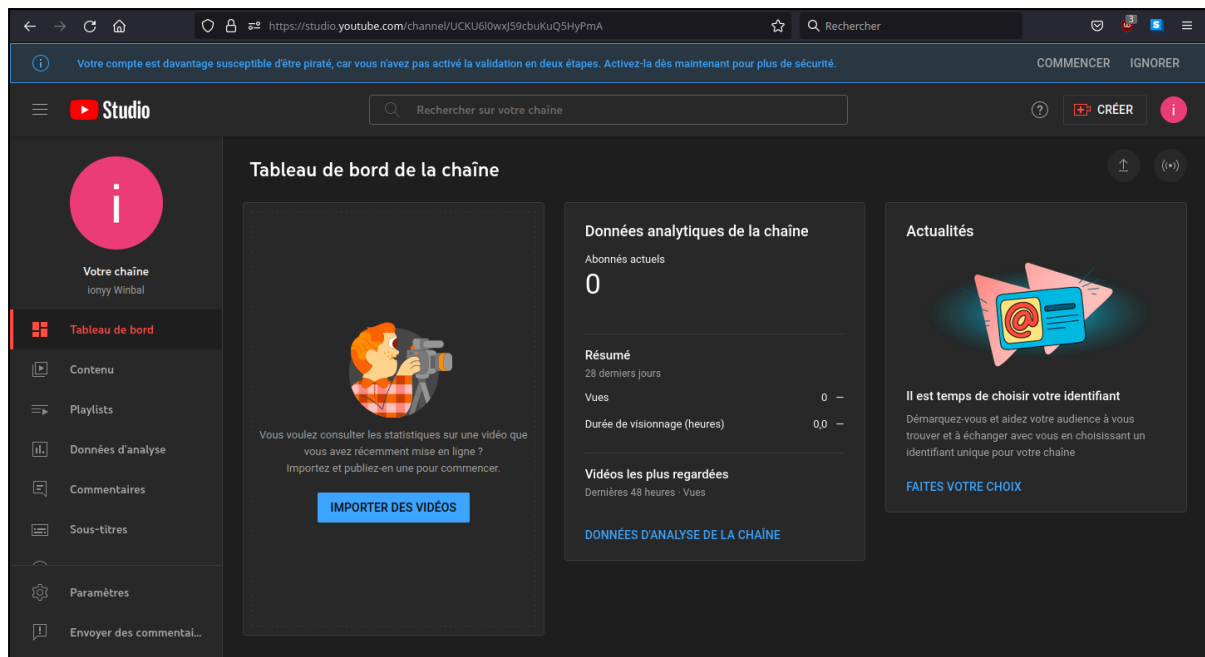 https://studio.youtube.com/channel/UCKU6l0wxJ59cbuKuQ5HyPmA
Rechercher
3
S
Votre compte est davantage susceptible d'être piraté, car vous n'avez pas activé la validation en deux étapes. Activez-la dès maintenant pour plus de sécurité.
COMMENCER IGNORER
Studio
Rechercher sur votre chaîne
CRÉER
i
i
Votre chaîne
ionyy Winbal
Tableau de bord
Contenu
Playlists
Données d'analyse
Commentaires
Sous-titres
Paramètres
Envoyer des commentai...
Tableau de bord de la chaîne
Vous voulez consulter les statistiques sur une vidéo que
vous avez récemment mise en ligne ?
Importez et publiez-en une pour commencer.
IMPORTER DES VIDÉOS
Données analytiques de la chaîne
Abonnés actuels
0
Résumé
28 derniers jours
Vues 0 —
Durée de visionnage (heures) 0,0 —
Vidéos les plus regardées
Dernières 48 heures · Vues
DONNÉES D'ANALYSE DE LA CHAÎNE
Actualités
@
Il est temps de choisir votre identifiant
Démarquez-vous et aidez votre audience à vous
trouver et à échanger avec vous en choisissant un
identifiant unique pour votre chaîne
FAITES VOTRE CHOIX